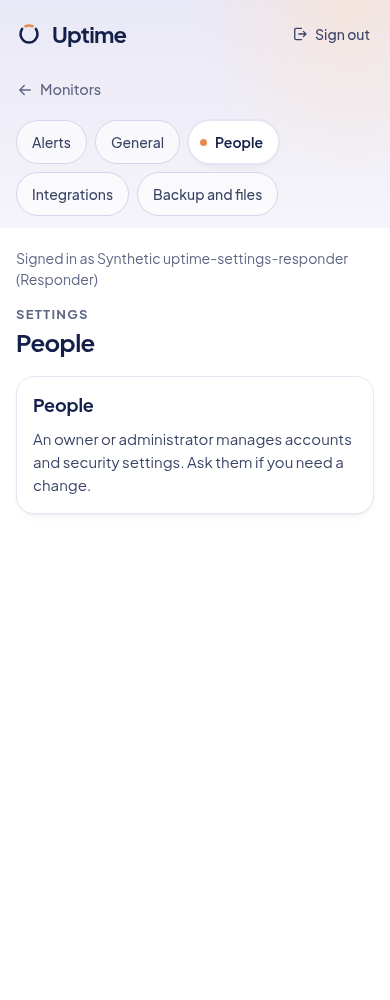 Uptime
Sign out
Monitors
Alerts
General
People
Integrations
Backup and files
Signed in as Synthetic uptime-settings-responder
(Responder)
SETTINGS
People
People
An owner or administrator manages accounts
and security settings. Ask them if you need a
change.